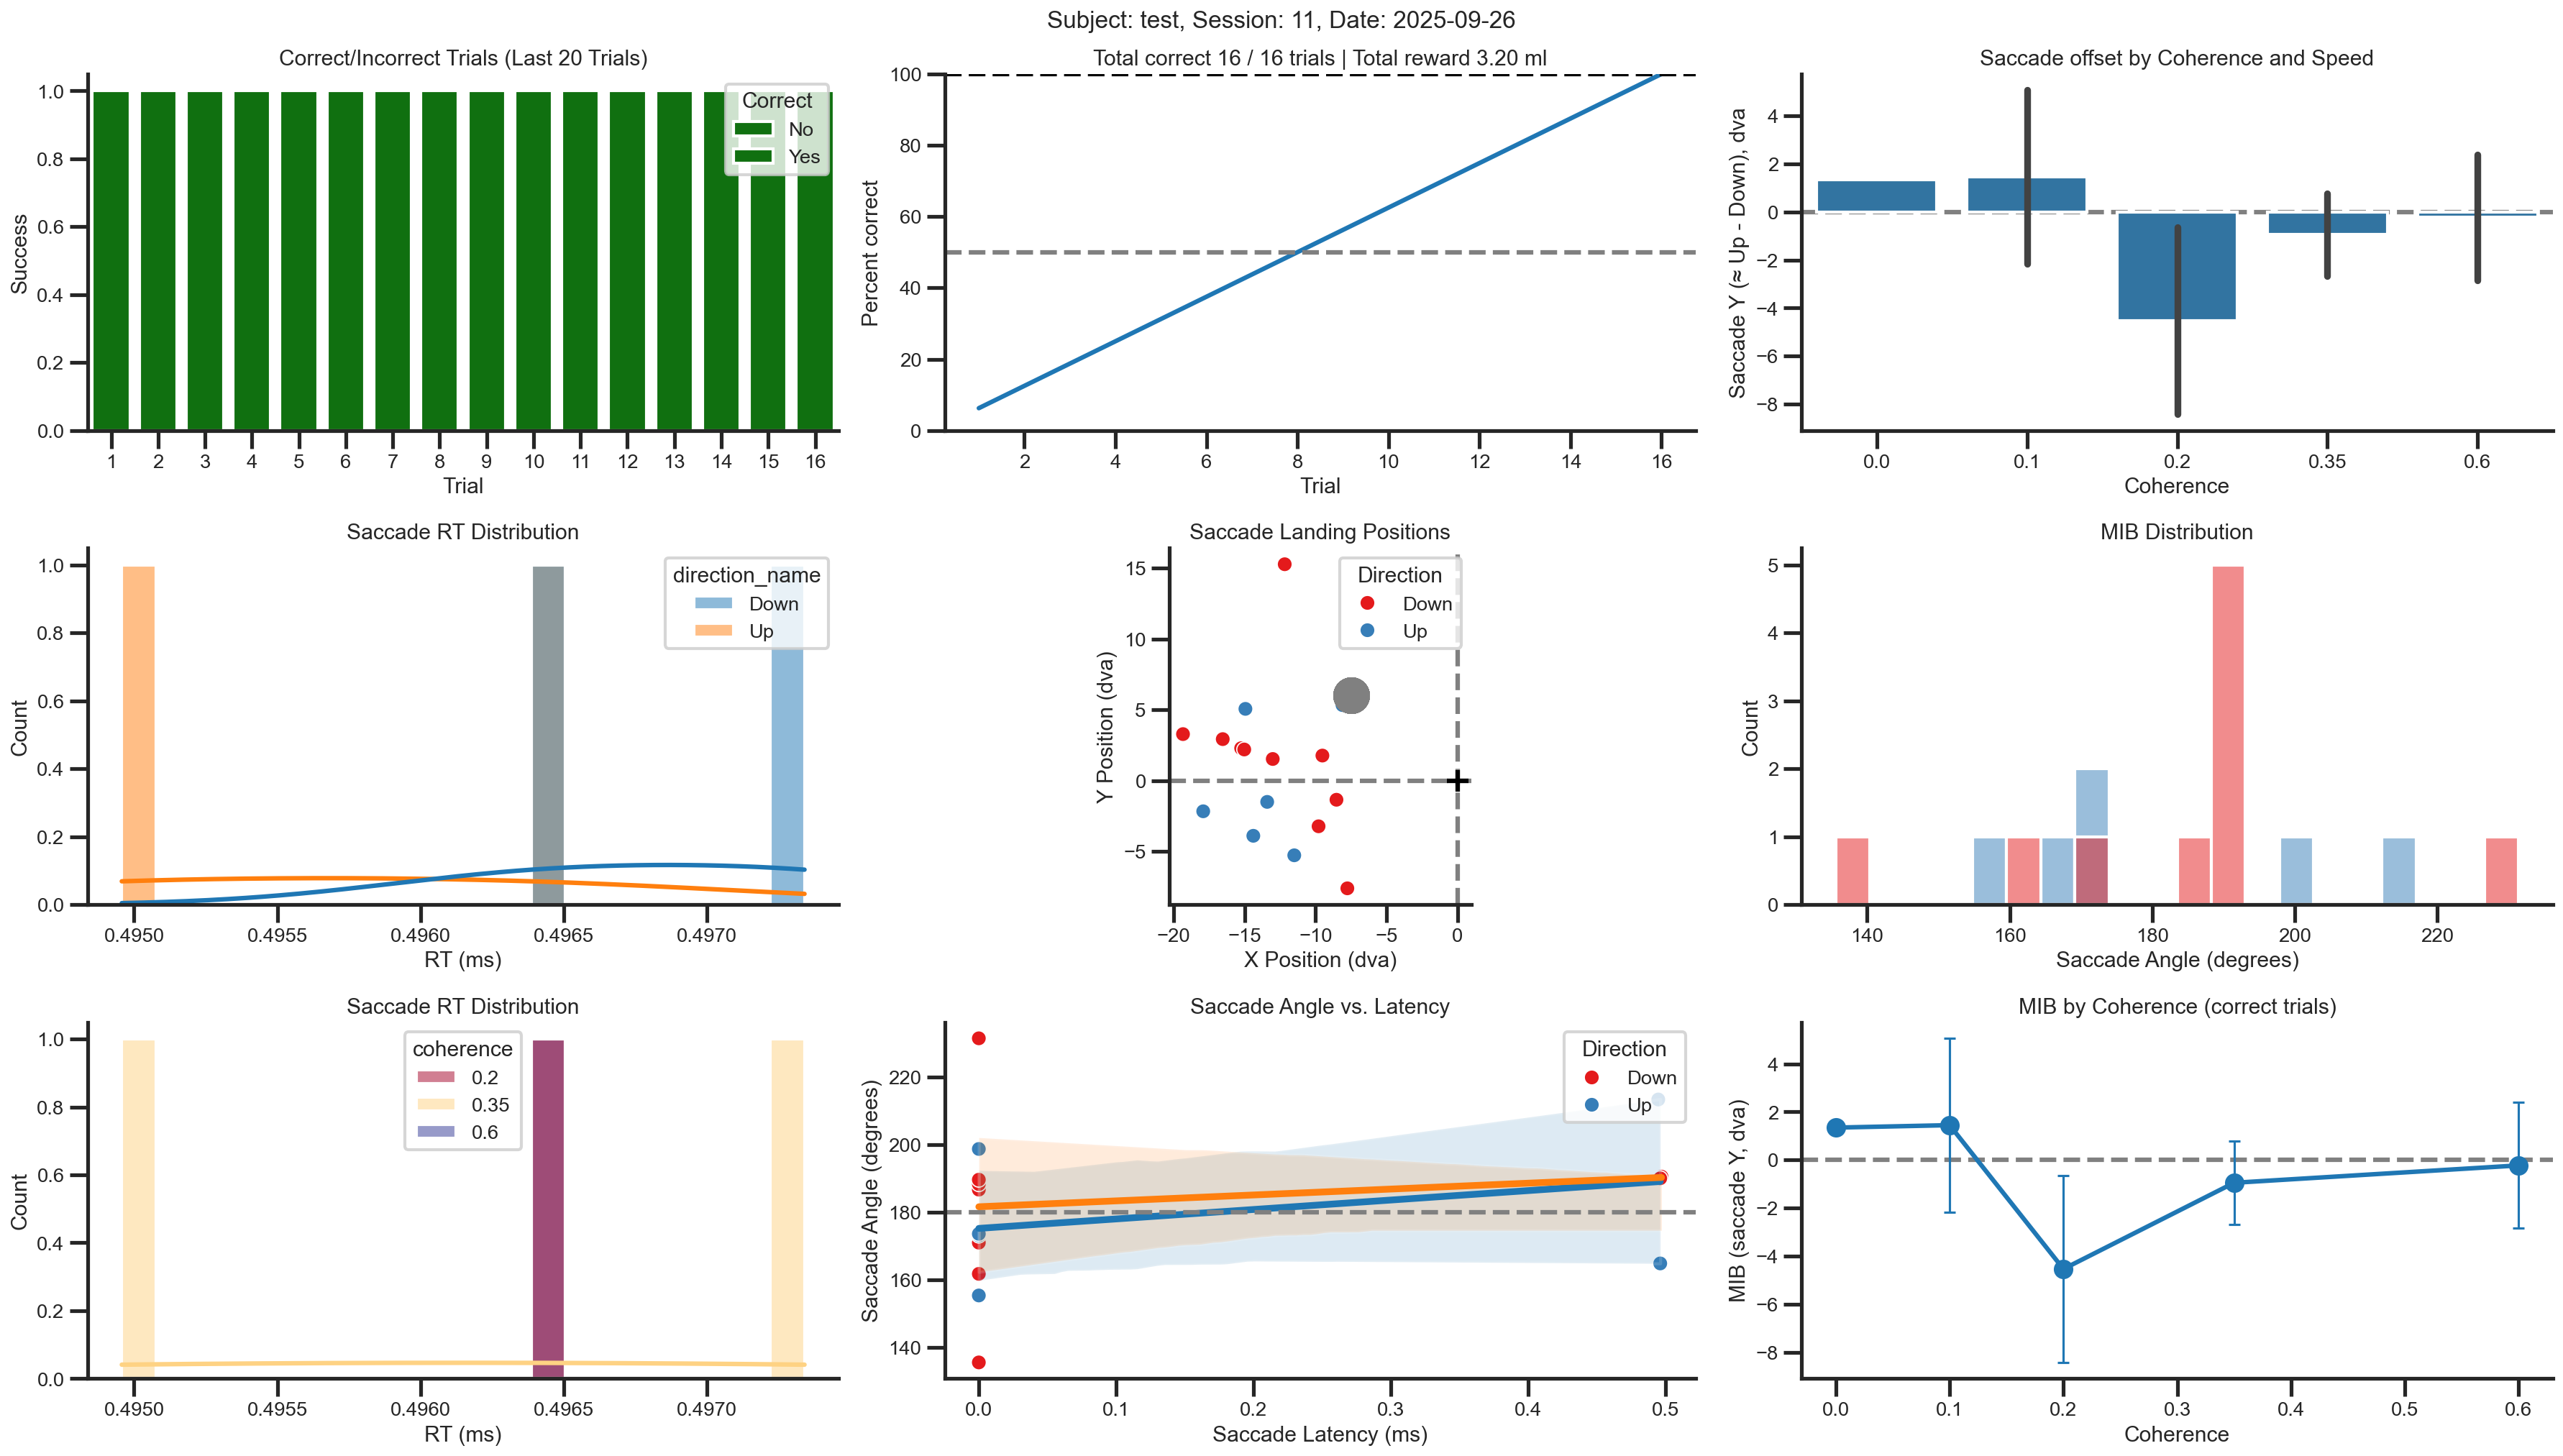 Subject: test, Session: 11, Date: 2025-09-26
Correct/Incorrect Trials (Last 20 Trials)
Success
1.0
0.8
0.6
0.4
0.2
0.0
Correct
No
Yes
1 2 3 4 5 6 7 8 9 10 11 12 13 14 15 16
Trial
Total correct 16 / 16 trials | Total reward 3.20 ml
Percent correct
100
80
60
40
20
0
2 4 6 8 10 12 14 16
Trial
Saccade offset by Coherence and Speed
Saccade Y (≈ Up - Down), dva
4
2
0
−2
−4
−6
−8
0.0 0.1 0.2 0.35 0.6
Coherence
Saccade RT Distribution
Count
1.0
0.8
0.6
0.4
0.2
0.0
direction_name
Down
Up
0.4950 0.4955 0.4960 0.4965 0.4970
RT (ms)
Saccade Landing Positions
Y Position (dva)
15
10
5
0
−5
Direction
Down
Up
−20 −15 −10 −5 0
X Position (dva)
MIB Distribution
Count
5
4
3
2
1
0
140 160 180 200 220
Saccade Angle (degrees)
Saccade RT Distribution
Count
1.0
0.8
0.6
0.4
0.2
0.0
coherence
0.2
0.35
0.6
0.4950 0.4955 0.4960 0.4965 0.4970
RT (ms)
Saccade Angle vs. Latency
Saccade Angle (degrees)
220
200
180
160
140
Direction
Down
Up
0.0 0.1 0.2 0.3 0.4 0.5
Saccade Latency (ms)
MIB by Coherence (correct trials)
MIB (saccade Y, dva)
4
2
0
−2
−4
−6
−8
0.0 0.1 0.2 0.3 0.4 0.5 0.6
Coherence